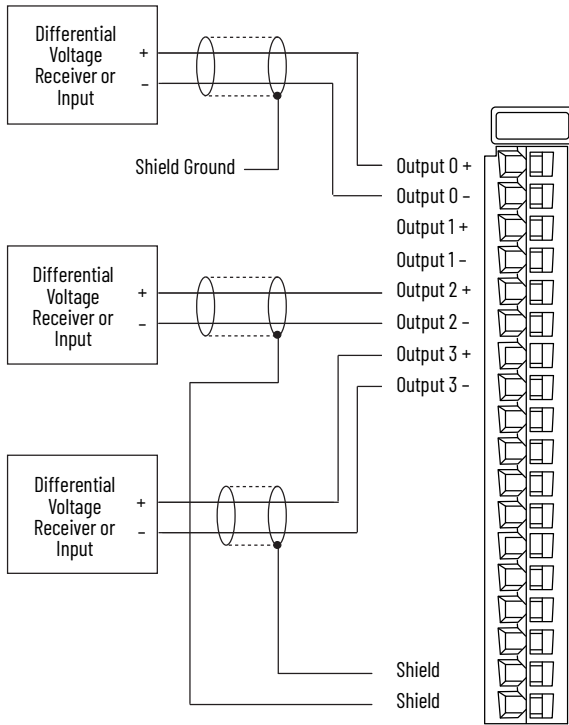 Differential
Voltage
Receiver or
Input
+
–
Shield Ground
Output 0 +
Output 0 –
Output 1 +
Output 1 –
Differential
Voltage
Receiver or
Input
+
–
Output 2 +
Output 2 –
Output 3 +
Output 3 –
Differential
Voltage
Receiver or
Input
+
–
Shield
Shield